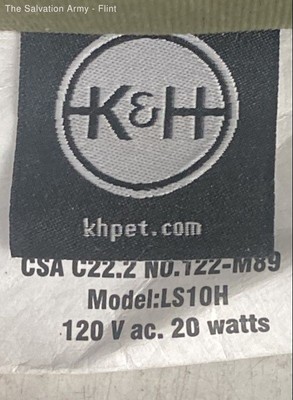 The Salvation Army - Flint
K&H
khpet.com
CSA C22.2 NO.122-M89
Model:LS10H
120 V ac. 20 watts